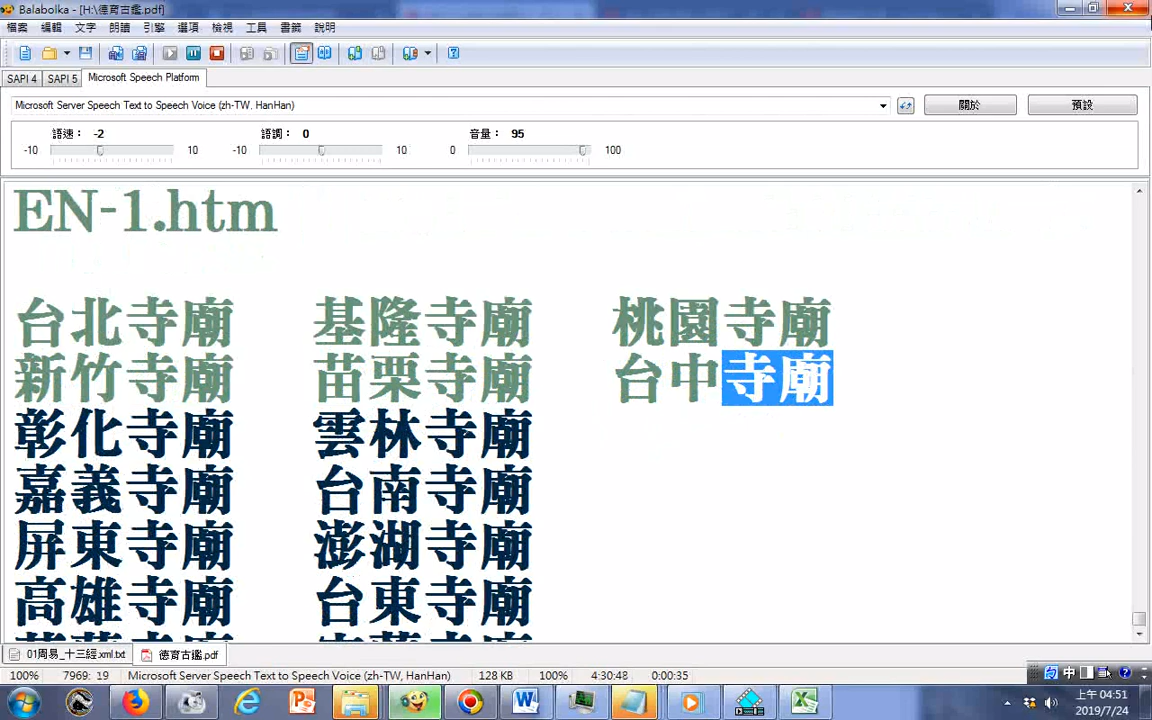 Balabolka - [H:\德育古鑑.pdf]
檔案 編輯 文字 朗讀 引擎 選項 檢視 工具 書籤 說明
SAPI 4 SAPI 5 Microsoft Speech Platform
Microsoft Server Speech Text to Speech Voice (zh-TW, HanHan) 關於 預設
語速： -2 語調： 0 音量： 95
-10 10 -10 10 0 100
EN-1.htm
台北寺廟 基隆寺廟 桃園寺廟
新竹寺廟 苗栗寺廟 台中寺廟
彰化寺廟 雲林寺廟
嘉義寺廟 台南寺廟
屏東寺廟 澎湖寺廟
高雄寺廟 台東寺廟
01周易_十三經.xml.txt 德育古鑑.pdf
100% 7969: 19 Microsoft Server Speech Text to Speech Voice (zh-TW, HanHan) 128 KB 100% 4:30:48 0:00:35
中
上午 04:51
2019/7/24